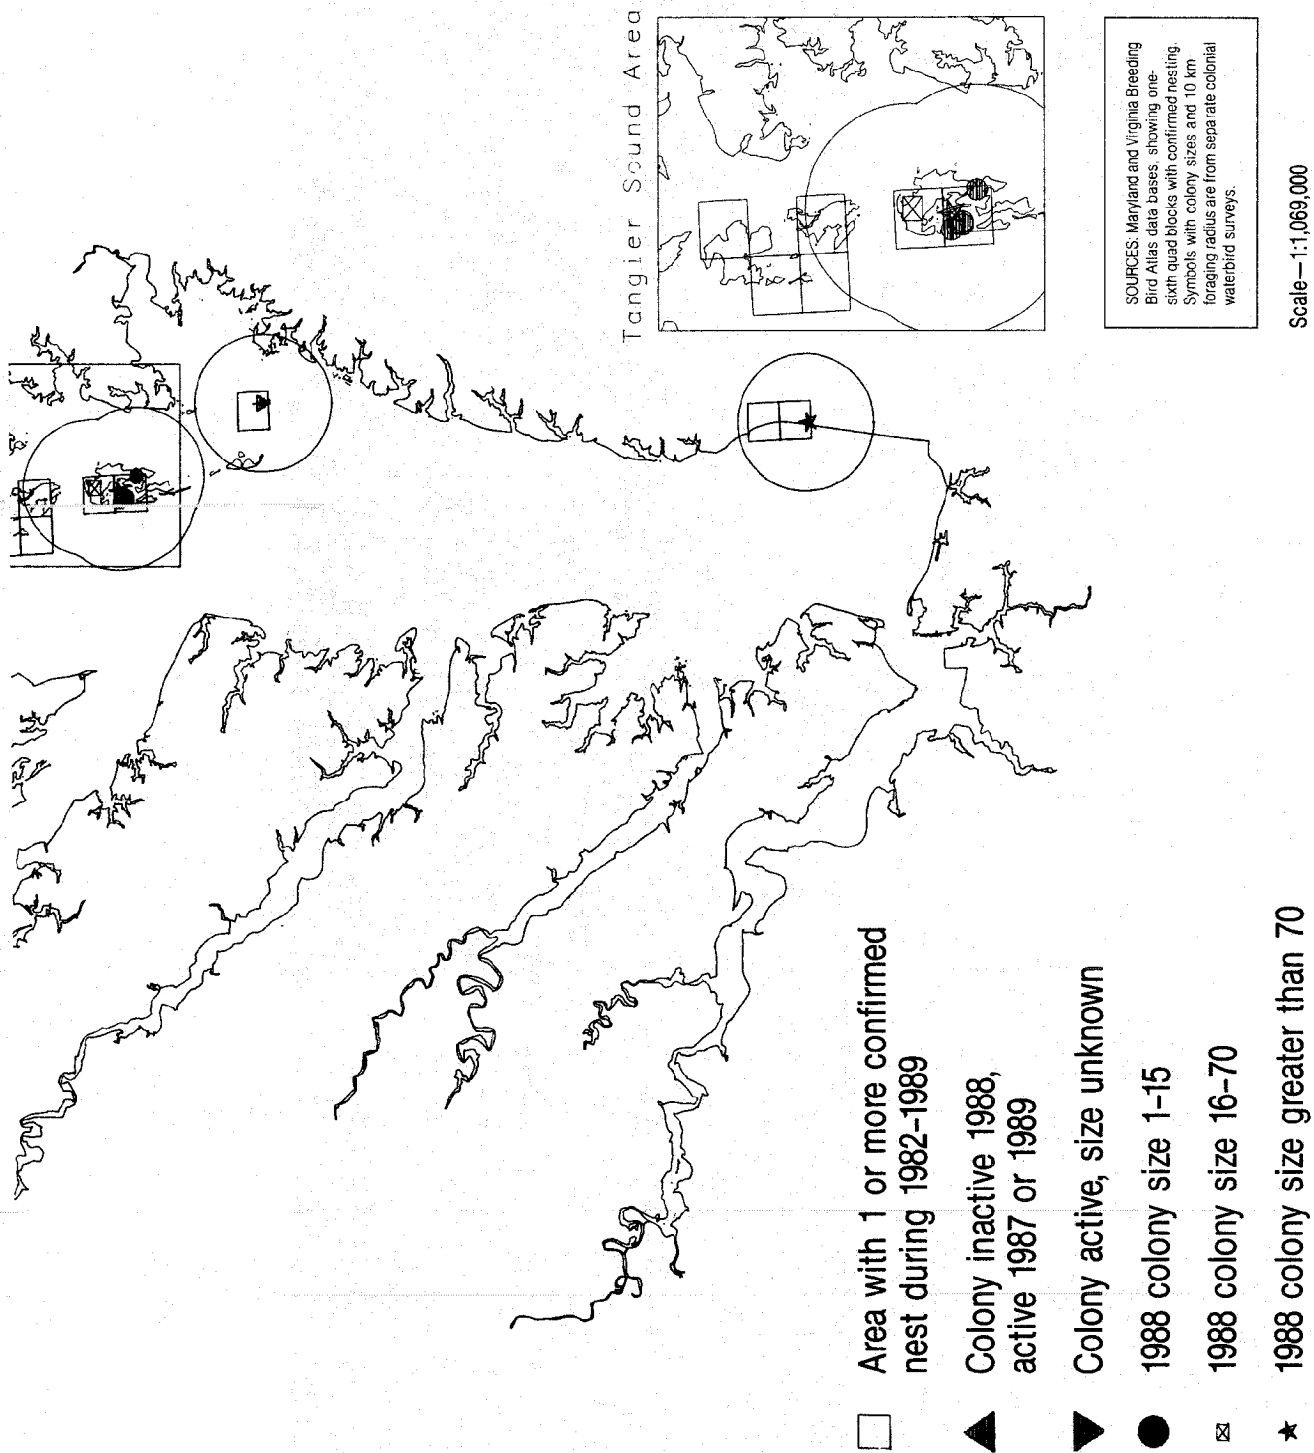 Tangier Sound Area
SOURCES: Maryland and Virginia Breeding
Bird Atlas data bases, showing one-
sixth quad blocks with confirmed nesting.
Symbols with colony sizes and 10 km
foraging radius are from separate colonial
waterbird surveys.
Scale—1:1,069,000
Area with 1 or more confirmed
nest during 1982-1989
Colony inactive 1988,
active 1987 or 1989
Colony active, size unknown
1988 colony size 1-15
1988 colony size 16-70
1988 colony size greater than 70